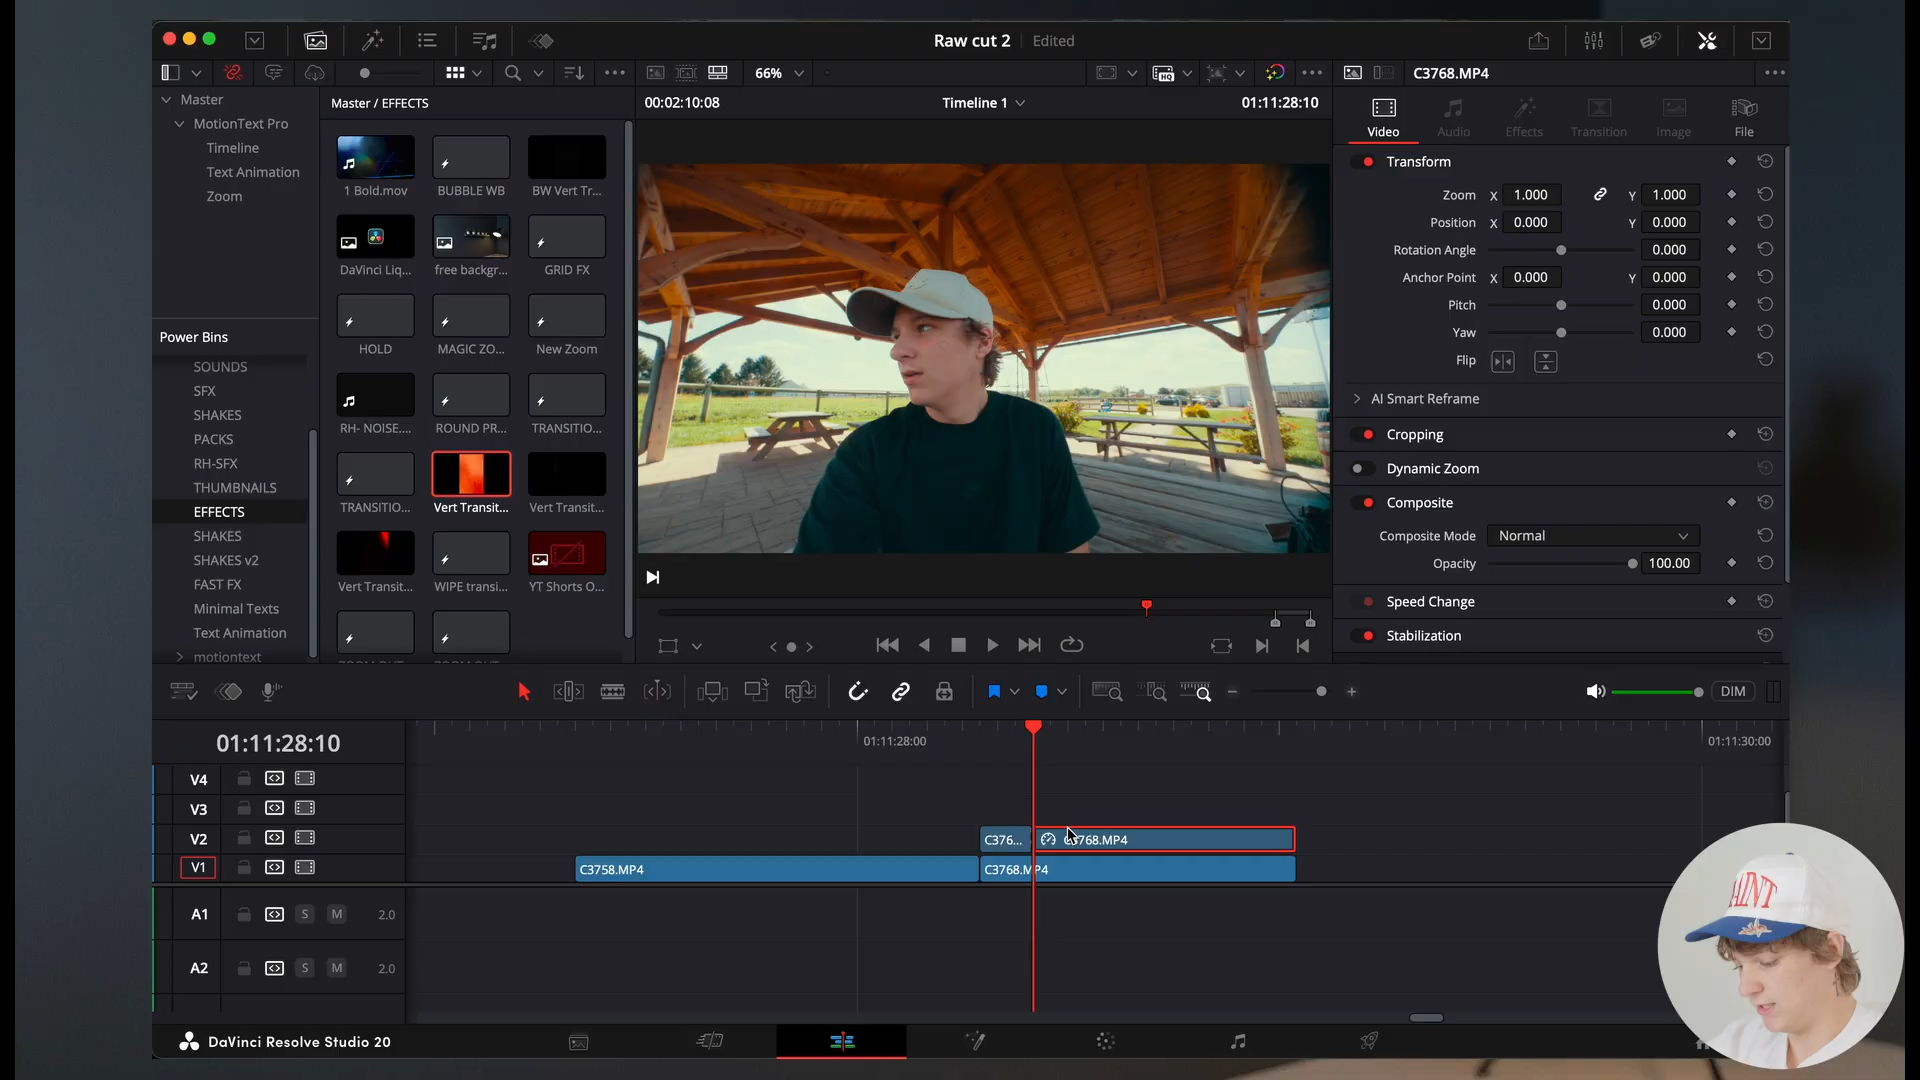 Raw cut 2 Edited
66%
C3768.MP4
Master
Master / EFFECTS
00:02:10:08
Timeline 1
01:11:28:10
MotionText Pro
Timeline
Text Animation
Zoom
Video
Audio
Effects
Transition
Image
File
1 Bold.mov
BUBBLE WB
BW Vert Tr...
DaVinci Liq...
free backgr...
GRID FX
HOLD
MAGIC ZO...
New Zoom
RH- NOISE....
ROUND PR...
TRANSITIO...
TRANSITIO...
Vert Transit...
Vert Transit...
Vert Transit...
WIPE transi...
YT Shorts O...
Transform
Zoom X 1.000 Y 1.000
Position X 0.000 Y 0.000
Rotation Angle 0.000
Anchor Point X 0.000 Y 0.000
Pitch 0.000
Yaw 0.000
Flip
AI Smart Reframe
Cropping
Dynamic Zoom
Composite
Composite Mode Normal
Opacity 100.00
Speed Change
Stabilization
Power Bins
SOUNDS
SFX
SHAKES
PACKS
RH-SFX
THUMBNAILS
EFFECTS
SHAKES
SHAKES v2
FAST FX
Minimal Texts
Text Animation
motiontext
DIM
01:11:28:10
01:11:28:00
01:11:30:00
V4
V3
V2
C376...
3768.MP4
V1
C3758.MP4
C3768.MP4
A1 S M 2.0
A2 S M 2.0
DaVinci Resolve Studio 20